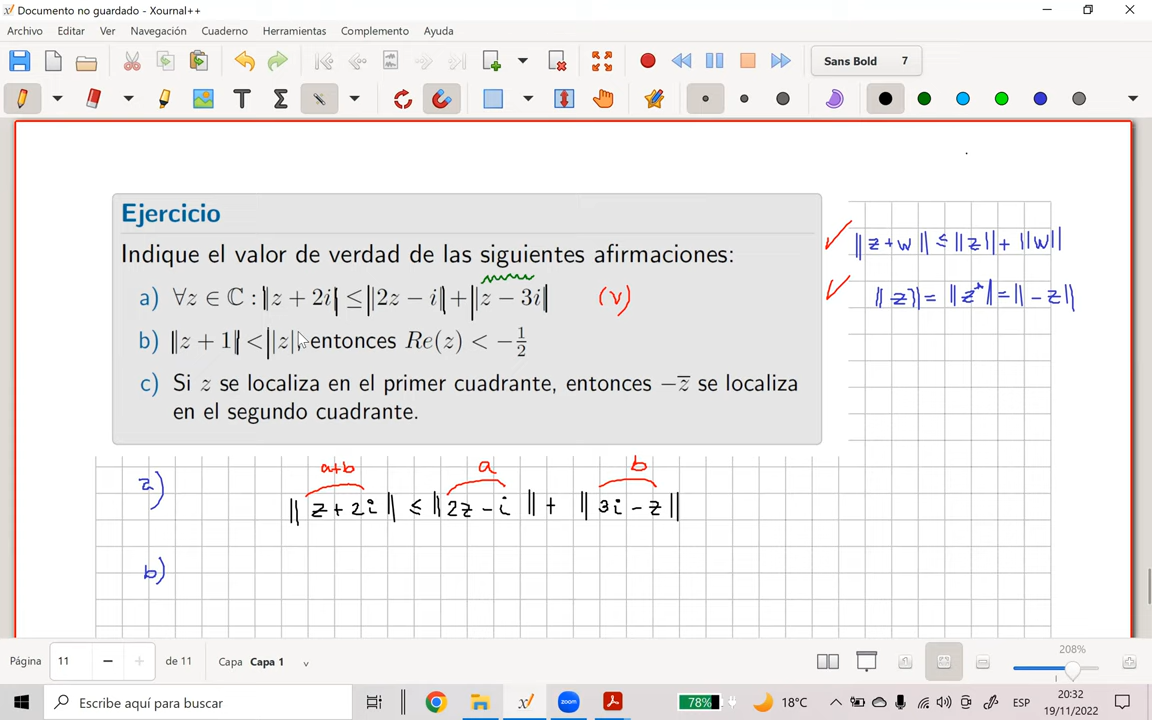 Documento no guardado - Xournal++
Archivo Editar Ver Navegación Cuaderno Herramientas Complemento Ayuda
Sans Bold 7
Ejercicio
Indique el valor de verdad de las siguientes afirmaciones:
a) ∀z ∈ ℂ : ‖z + 2i‖ ≤ ‖2z − i‖ + ‖z − 3i‖ (V)
b) ‖z + 1‖ < ‖z‖, entonces Re(z) < −1/2
c) Si z se localiza en el primer cuadrante, entonces −z̅ se localiza
en el segundo cuadrante.
‖z + w‖ ≤ ‖z‖ + ‖w‖
‖z‖ = ‖z*‖ = ‖−z‖
a+b a b
a) ‖z + 2i‖ ≤ ‖2z − i‖ + ‖3i − z‖
b)
Página 11 de 11 Capa Capa 1 208%
Escribe aquí para buscar
zoom
78% 18°C ESP 20:32
19/11/2022